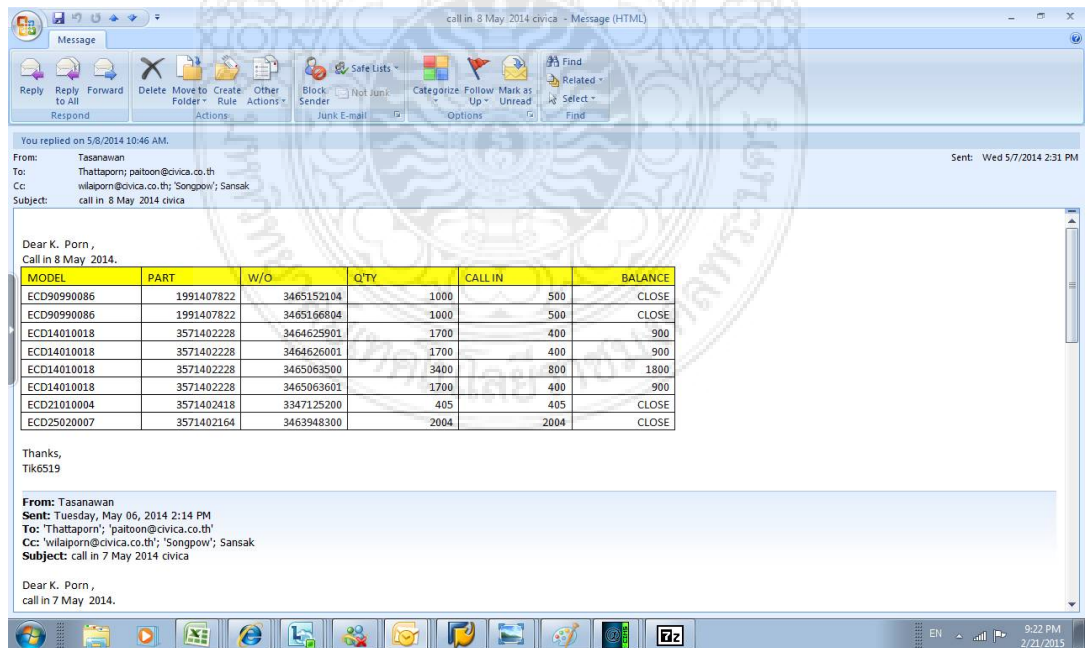 call in 8 May 2014 civica - Message (HTML)
Message
Reply Reply to All Forward Delete Move to Folder Create Rule Other Actions Block Sender Safe Lists Not Junk Categorize Follow Up Mark as Unread Find Related Select
Respond Actions Junk E-mail Options Find
You replied on 5/8/2014 10:46 AM.
From: Tasanawan Sent: Wed 5/7/2014 2:31 PM
To: Thattaporn; paitoon@civica.co.th
Cc: wilaiporn@civica.co.th; 'Songpow'; Sansak
Subject: call in 8 May 2014 civica
Dear K. Porn ,
Call in 8 May 2014.
MODEL PART W/O Q'TY CALL IN BALANCE
ECD90990086 1991407822 3465152104 1000 500 CLOSE
ECD90990086 1991407822 3465166804 1000 500 CLOSE
ECD14010018 3571402228 3464625901 1700 400 900
ECD14010018 3571402228 3464626001 1700 400 900
ECD14010018 3571402228 3465063500 3400 800 1800
ECD14010018 3571402228 3465063601 1700 400 900
ECD21010004 3571402418 3347125200 405 405 CLOSE
ECD25020007 3571402164 3463948300 2004 2004 CLOSE
Thanks,
Tik6519
From: Tasanawan
Sent: Tuesday, May 06, 2014 2:14 PM
To: 'Thattaporn'; 'paitoon@civica.co.th'
Cc: 'wilaiporn@civica.co.th'; 'Songpow'; Sansak
Subject: call in 7 May 2014 civica
Dear K. Porn ,
call in 7 May 2014.
7z EN 9:22 PM
2/21/2015